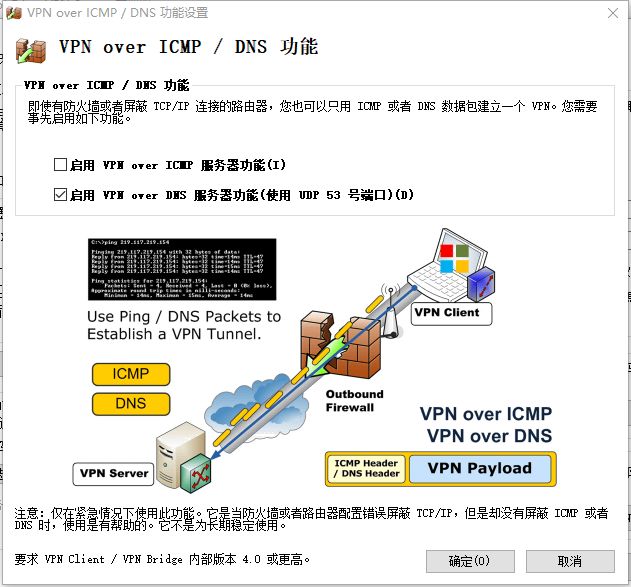 VPN over ICMP / DNS 功能设置
VPN over ICMP / DNS 功能
VPN over ICMP / DNS 功能
即使有防火墙或者屏蔽 TCP/IP 连接的路由器，您也可以只用 ICMP 或者 DNS 数据包建立一个 VPN。您需要
事先启用如下功能。
启用 VPN over ICMP 服务器功能(I)
启用 VPN over DNS 服务器功能(使用 UDP 53 号端口)(D)
C:\>ping 219.117.219.154
Pinging 219.117.219.154 with 32 bytes of data:
Reply from 219.117.219.154: bytes=32 time=14ms TTL=47
Reply from 219.117.219.154: bytes=32 time=14ms TTL=47
Reply from 219.117.219.154: bytes=32 time=15ms TTL=47
Reply from 219.117.219.154: bytes=32 time=14ms TTL=47
Ping statistics for 219.117.219.154:
Packets: Sent = 4, Received = 4, Lost = 0 (0% loss),
Approximate round trip times in milli-seconds:
Minimum = 14ms, Maximum = 15ms, Average = 14ms
Use Ping / DNS Packets to
Establish a VPN Tunnel.
VPN Client
ICMP
DNS
Outbound
Firewall
VPN over ICMP
VPN over DNS
VPN Server
ICMP Header
/ DNS Header
VPN Payload
注意: 仅在紧急情况下使用此功能。它是当防火墙或者路由器配置错误屏蔽 TCP/IP，但是却没有屏蔽 ICMP 或者
DNS 时，使用是有帮助的。它不是为长期稳定使用。
要求 VPN Client / VPN Bridge 内部版本 4.0 或更高。
确定(O)
取消